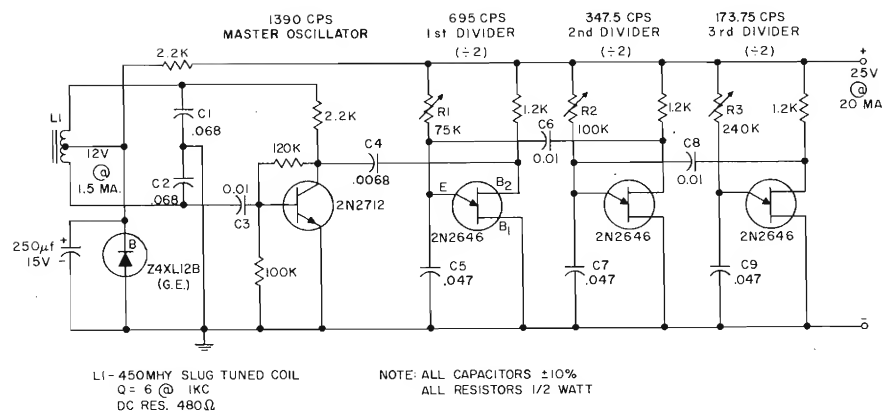 1390 CPS
MASTER OSCILLATOR
695 CPS
1st DIVIDER
(÷2)
347.5 CPS
2nd DIVIDER
(÷2)
173.75 CPS
3rd DIVIDER
(÷2)
2.2K
+
25V
@
20 MA.
L1
C1
.068
2.2K
R1
75K
1.2K
R2
100K
1.2K
R3
240K
1.2K
C6
0.01
C8
0.01
12V
@
1.5 MA.
120K
C4
.0068
C2
.068
0.01
C3
2N2712
E
B2
B1
2N2646
2N2646
2N2646
250μf
15V
+
–
B
Z4XL12B
(G.E.)
100K
C5
.047
C7
.047
C9
.047
–
L1-450MHY SLUG TUNED COIL
Q = 6 @ 1KC
DC RES. 480Ω
NOTE: ALL CAPACITORS ±10%
ALL RESISTORS 1/2 WATT